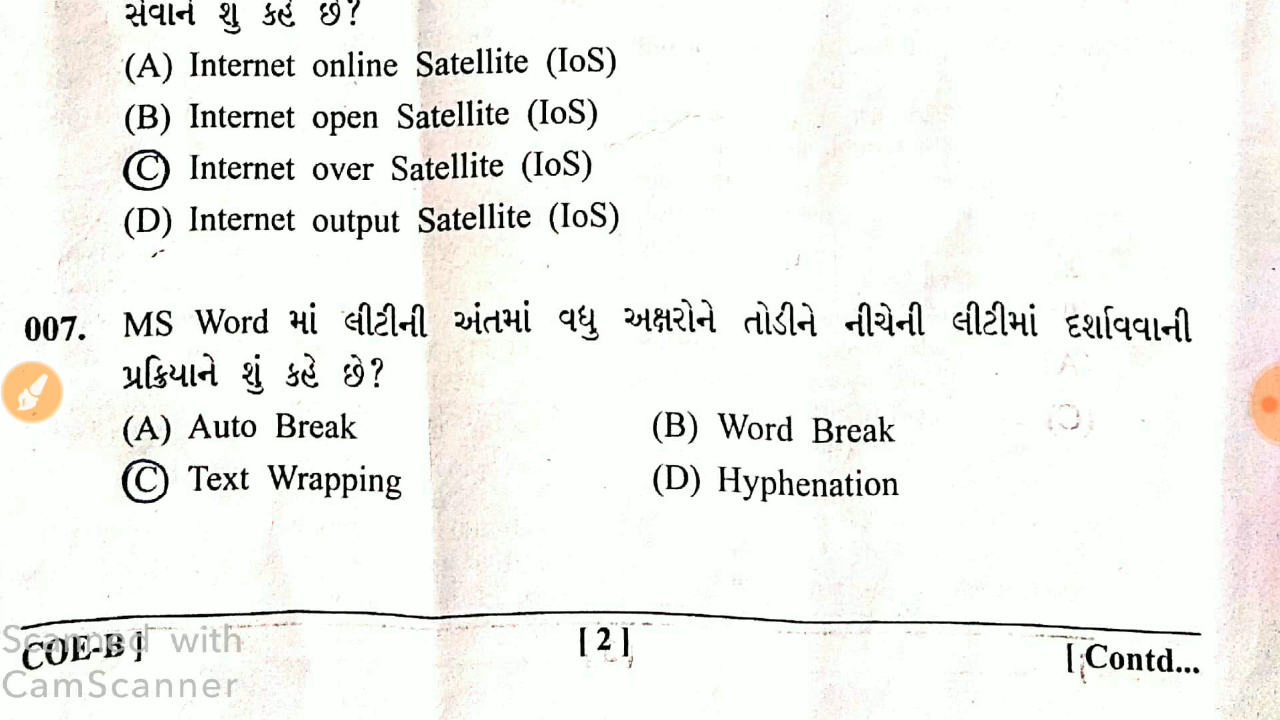 સેવાને શું કહે છે?
(A) Internet online Satellite (IoS)
(B) Internet open Satellite (IoS)
(C) Internet over Satellite (IoS)
(D) Internet output Satellite (IoS)
007. MS Word માં લીટીની અંતમાં વધુ અક્ષરોને તોડીને નીચેની લીટીમાં દર્શાવવાની
પ્રક્રિયાને શું કહે છે?
(A) Auto Break (B) Word Break
(C) Text Wrapping (D) Hyphenation
COE-B ] [ 2 ] [ Contd...
Scanned with
CamScanner